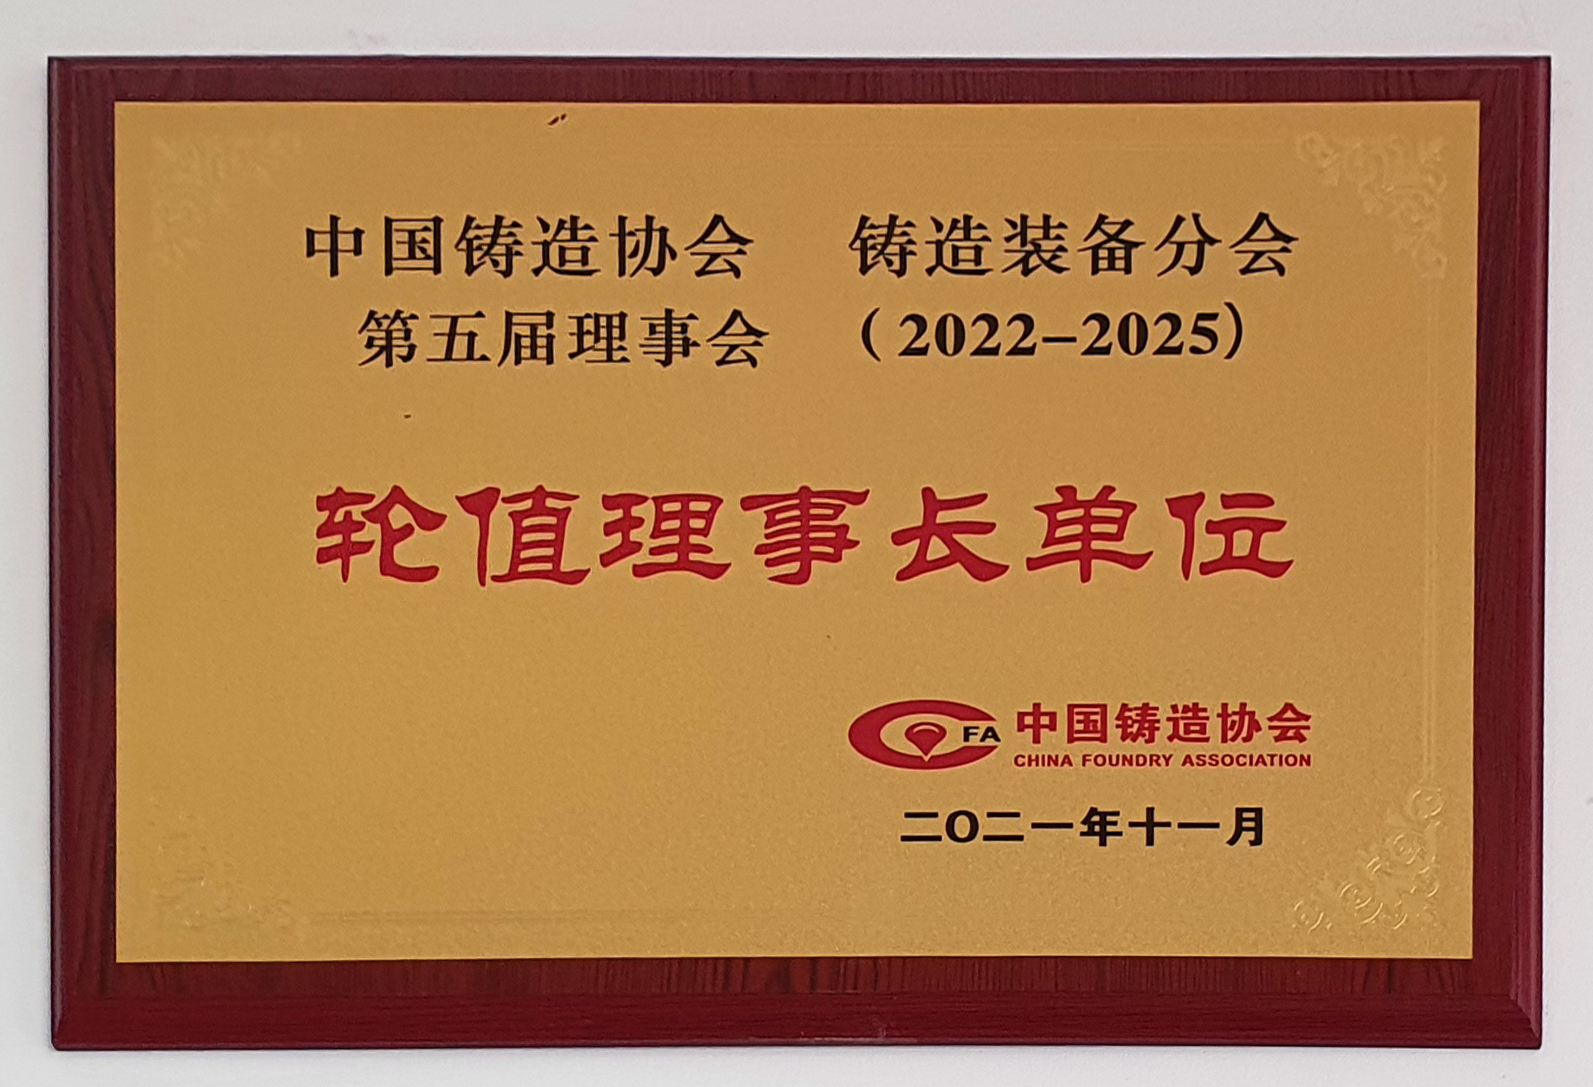 中国铸造协会 铸造装备分会
第五届理事会 （2022-2025）
轮值理事长单位
FA 中国铸造协会
CHINA FOUNDRY ASSOCIATION
二〇二一年十一月